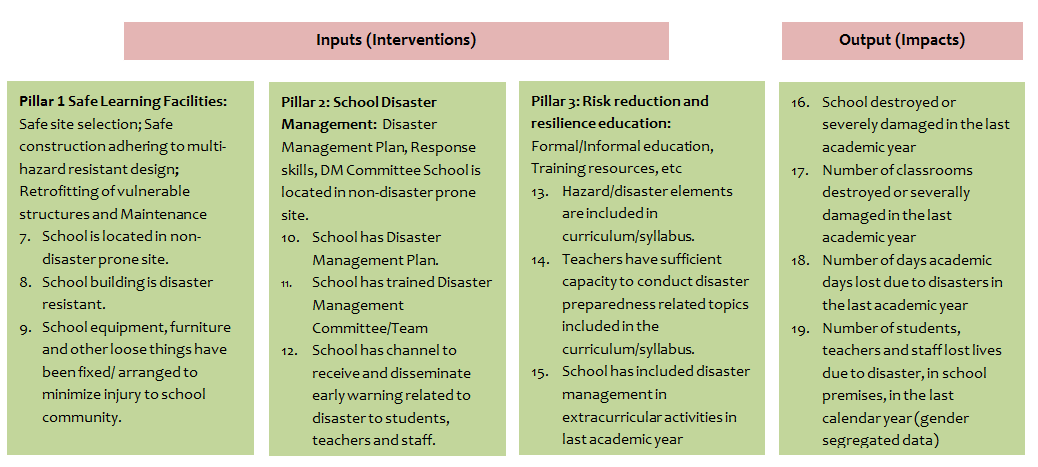 Inputs (Interventions)
Output (Impacts)
Pillar 1 Safe Learning Facilities:
Safe site selection; Safe
construction adhering to multi-
hazard resistant design;
Retrofitting of vulnerable
structures and Maintenance
7. School is located in non-
disaster prone site.
8. School building is disaster
resistant.
9. School equipment, furniture
and other loose things have
been fixed/ arranged to
minimize injury to school
community.
Pillar 2: School Disaster
Management: Disaster
Management Plan, Response
skills, DM Committee School is
located in non-disaster prone
site.
10. School has Disaster
Management Plan.
11. School has trained Disaster
Management
Committee/Team
12. School has channel to
receive and disseminate
early warning related to
disaster to students,
teachers and staff.
Pillar 3: Risk reduction and
resilience education:
Formal/Informal education,
Training resources, etc
13. Hazard/disaster elements
are included in
curriculum/syllabus.
14. Teachers have sufficient
capacity to conduct disaster
preparedness related topics
included in the
curriculum/syllabus.
15. School has included disaster
management in
extracurricular activities in
last academic year
16. School destroyed or
severely damaged in the last
academic year
17. Number of classrooms
destroyed or severally
damaged in the last
academic year
18. Number of days academic
days lost due to disasters in
the last academic year
19. Number of students,
teachers and staff lost lives
due to disaster, in school
premises, in the last
calendar year (gender
segregated data)